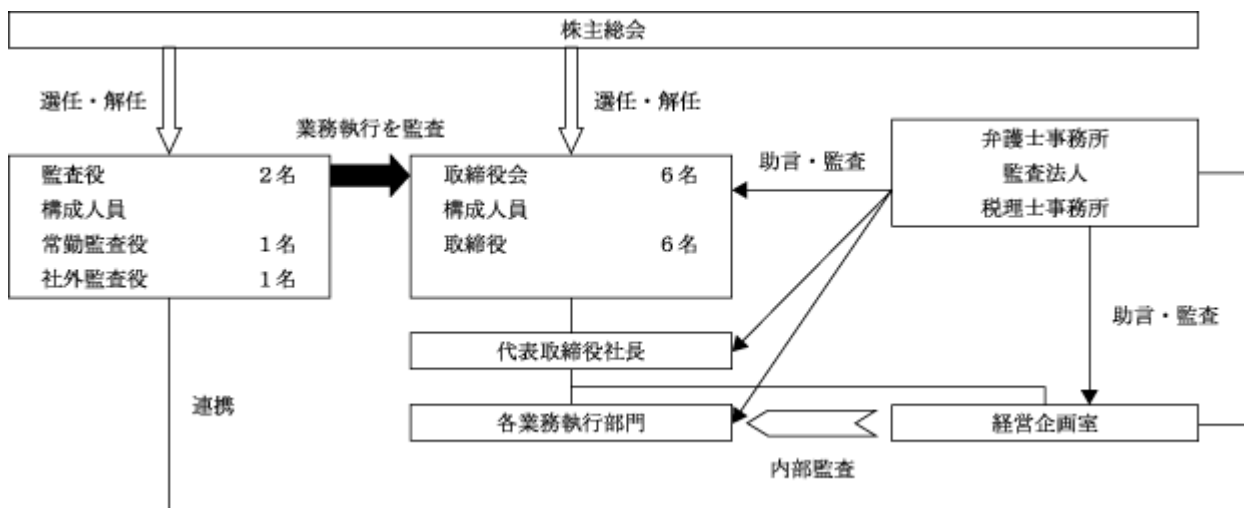 株主総会
選任・解任
選任・解任
業務執行を監査
監査役 2名
構成人員
常勤監査役 1名
社外監査役 1名
取締役会 6名
構成人員
取締役 6名
助言・監査
弁護士事務所
監査法人
税理士事務所
助言・監査
代表取締役社長
連携
各業務執行部門
経営企画室
内部監査